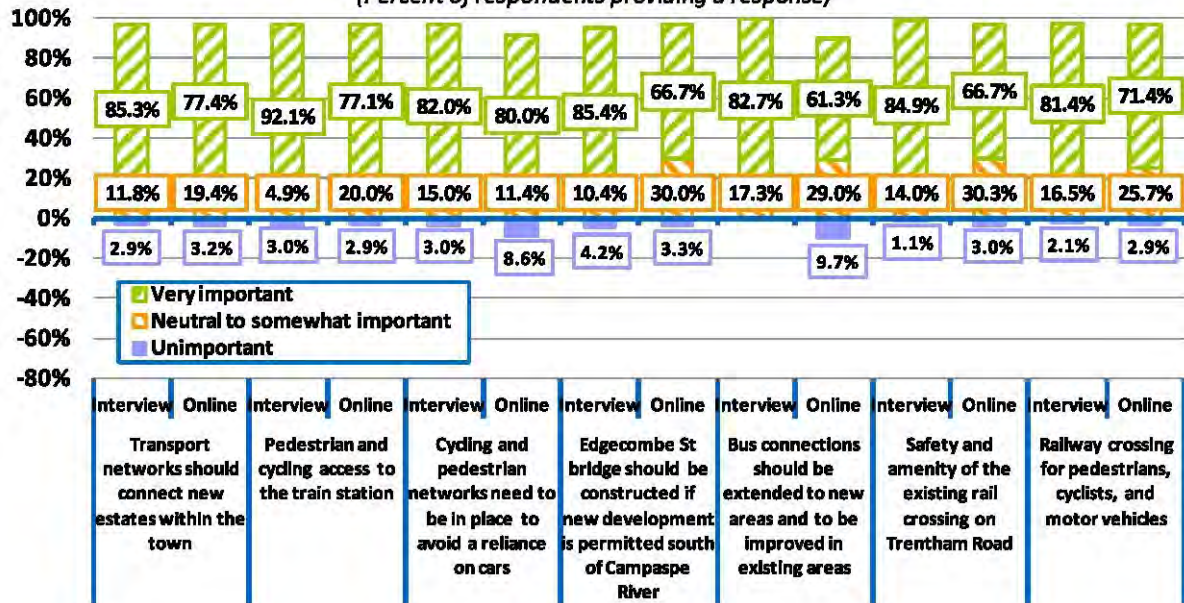 (Percent of respondents providing a response)
100%
80%
60%
40%
20%
0%
-20%
-40%
-60%
-80%
85.3% 77.4% 92.1% 77.1% 82.0% 80.0% 85.4% 66.7% 82.7% 61.3% 84.9% 66.7% 81.4% 71.4%
11.8% 19.4% 4.9% 20.0% 15.0% 11.4% 10.4% 30.0% 17.3% 29.0% 14.0% 30.3% 16.5% 25.7%
2.9% 3.2% 3.0% 2.9% 3.0% 8.6% 4.2% 3.3% 9.7% 1.1% 3.0% 2.1% 2.9%
Very important
Neutral to somewhat important
Unimportant
Interview Online Interview Online Interview Online Interview Online Interview Online Interview Online Interview Online
Transport
networks should
connect new
estates within the
town
Pedestrian and
cycling access to
the train station
Cycling and
pedestrian
networks need to
be in place to
avoid a reliance
on cars
Edgecombe St
bridge should be
constructed if
new development
is permitted south
of Campaspe
River
Bus connections
should be
extended to new
areas and to be
improved in
existing areas
Safety and
amenity of the
existing rail
crossing on
Trentham Road
Railway crossing
for pedestrians,
cyclists, and
motor vehicles